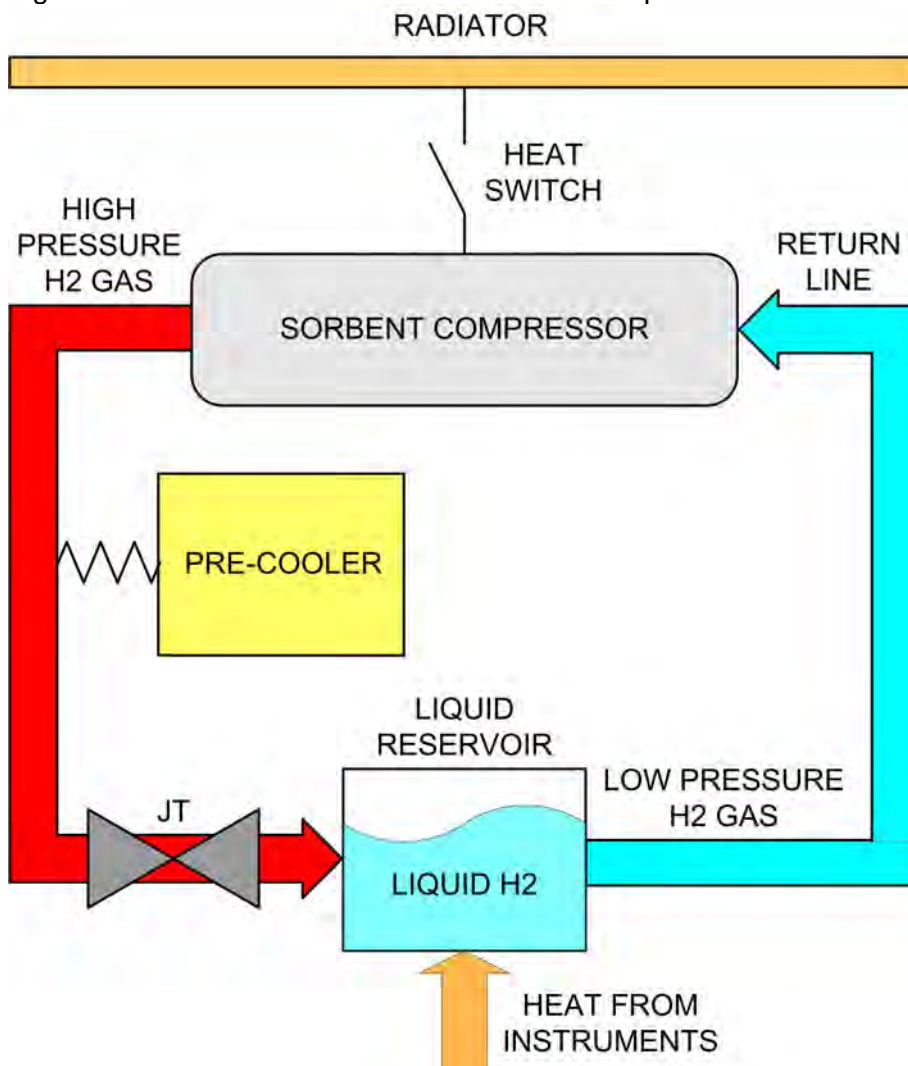 RADIATOR
HEAT
SWITCH
HIGH
PRESSURE
H2 GAS
RETURN
LINE
SORBENT COMPRESSOR
PRE-COOLER
LIQUID
RESERVOIR
LOW PRESSURE
H2 GAS
JT
LIQUID H2
HEAT FROM
INSTRUMENTS